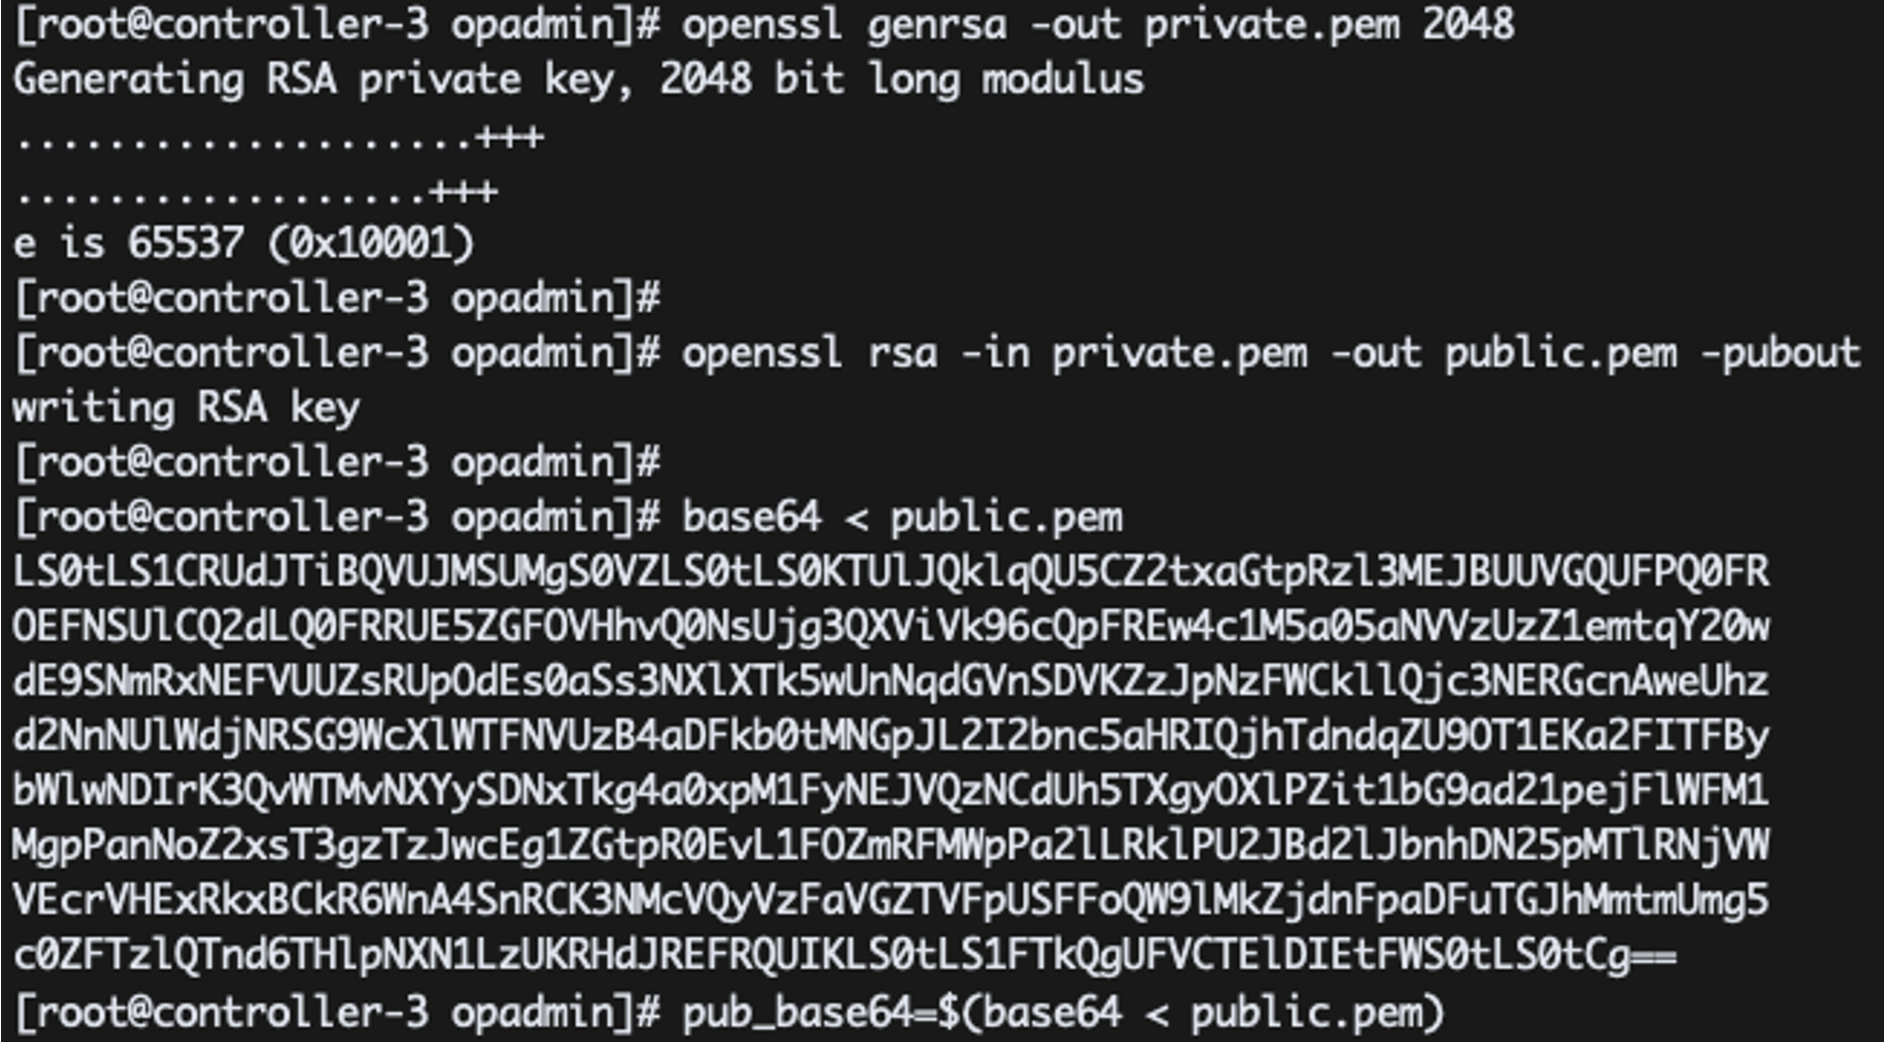 [root@controller-3 opadmin]# openssl genrsa -out private.pem 2048
Generating RSA private key, 2048 bit long modulus
....................+++
..................+++
e is 65537 (0x10001)
[root@controller-3 opadmin]#
[root@controller-3 opadmin]# openssl rsa -in private.pem -out public.pem -pubout
writing RSA key
[root@controller-3 opadmin]#
[root@controller-3 opadmin]# base64 < public.pem
LS0tLS1CRUdJTiBQVUJMSUMgS0VZLS0tLS0KTUlJQklqQU5CZ2txaGtpRzl3MEJBUUVGQUFPQ0FR
OEFNSUlCQ2dLQ0FRRUE5ZGFOVHhvQ0NsUjg3QXViVk96cQpFREw4c1M5a05aNVVzUzZ1emtqY20w
dE9SNmRxNEFVUUZsRUpOdEs0aSs3NXlXTk5wUnNqdGVnSDVKZzJpNzFWCkllQjc3NERGcnAweUhz
d2NnNUlWdjNRSG9WcXlWTFNVUzB4aDFkb0tMNGpJL2I2bnc5aHRIQjhTdndqZU9OT1EKa2FITFBy
bWlwNDIrK3QvWTMvNXYySDNxTkg4a0xpM1FyNEJVQzNCdUh5TXgyOXlPZit1bG9ad21pejFlWFM1
MgpPanNoZ2xsT3gzTzJwcEg1ZGtpR0EvL1FOZmRFMWpPa2lLRklPU2JBd2lJbnhDN25pMTlRNjVW
VEcrVHExRkxBCkR6WnA4SnRCK3NMcVQyVzFaVGZTVFpUSFFoQW9lMkZjdnFpaDFuTGJhMmtmUmg5
c0ZFTzlQTnd6THlpNXN1LzUKRHdJREFRQUIKLS0tLS1FTkQgUFVCTElDIEtFWS0tLS0tCg==
[root@controller-3 opadmin]# pub_base64=$(base64 < public.pem)